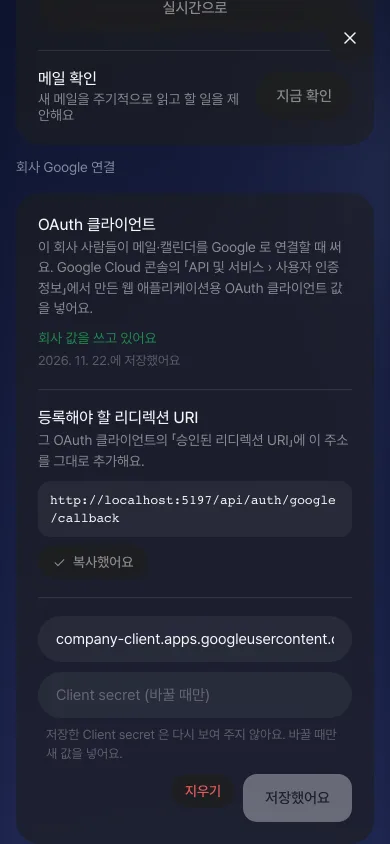 실시간으로
메일 확인
새 메일을 주기적으로 읽고 할 일을 제
안해요
지금 확인
회사 Google 연결
OAuth 클라이언트
이 회사 사람들이 메일·캘린더를 Google 로 연결할 때 써
요. Google Cloud 콘솔의 「API 및 서비스 › 사용자 인증
정보」에서 만든 웹 애플리케이션용 OAuth 클라이언트 값
을 넣어요.
회사 값을 쓰고 있어요
2026. 11. 22.에 저장했어요
등록해야 할 리디렉션 URI
그 OAuth 클라이언트의 「승인된 리디렉션 URI」에 이 주소
를 그대로 추가해요.
http://localhost:5197/api/auth/google
/callback
복사했어요
company-client.apps.googleusercontent.c
Client secret (바꿀 때만)
저장한 Client secret 은 다시 보여 주지 않아요. 바꿀 때만
새 값을 넣어요.
지우기
저장했어요